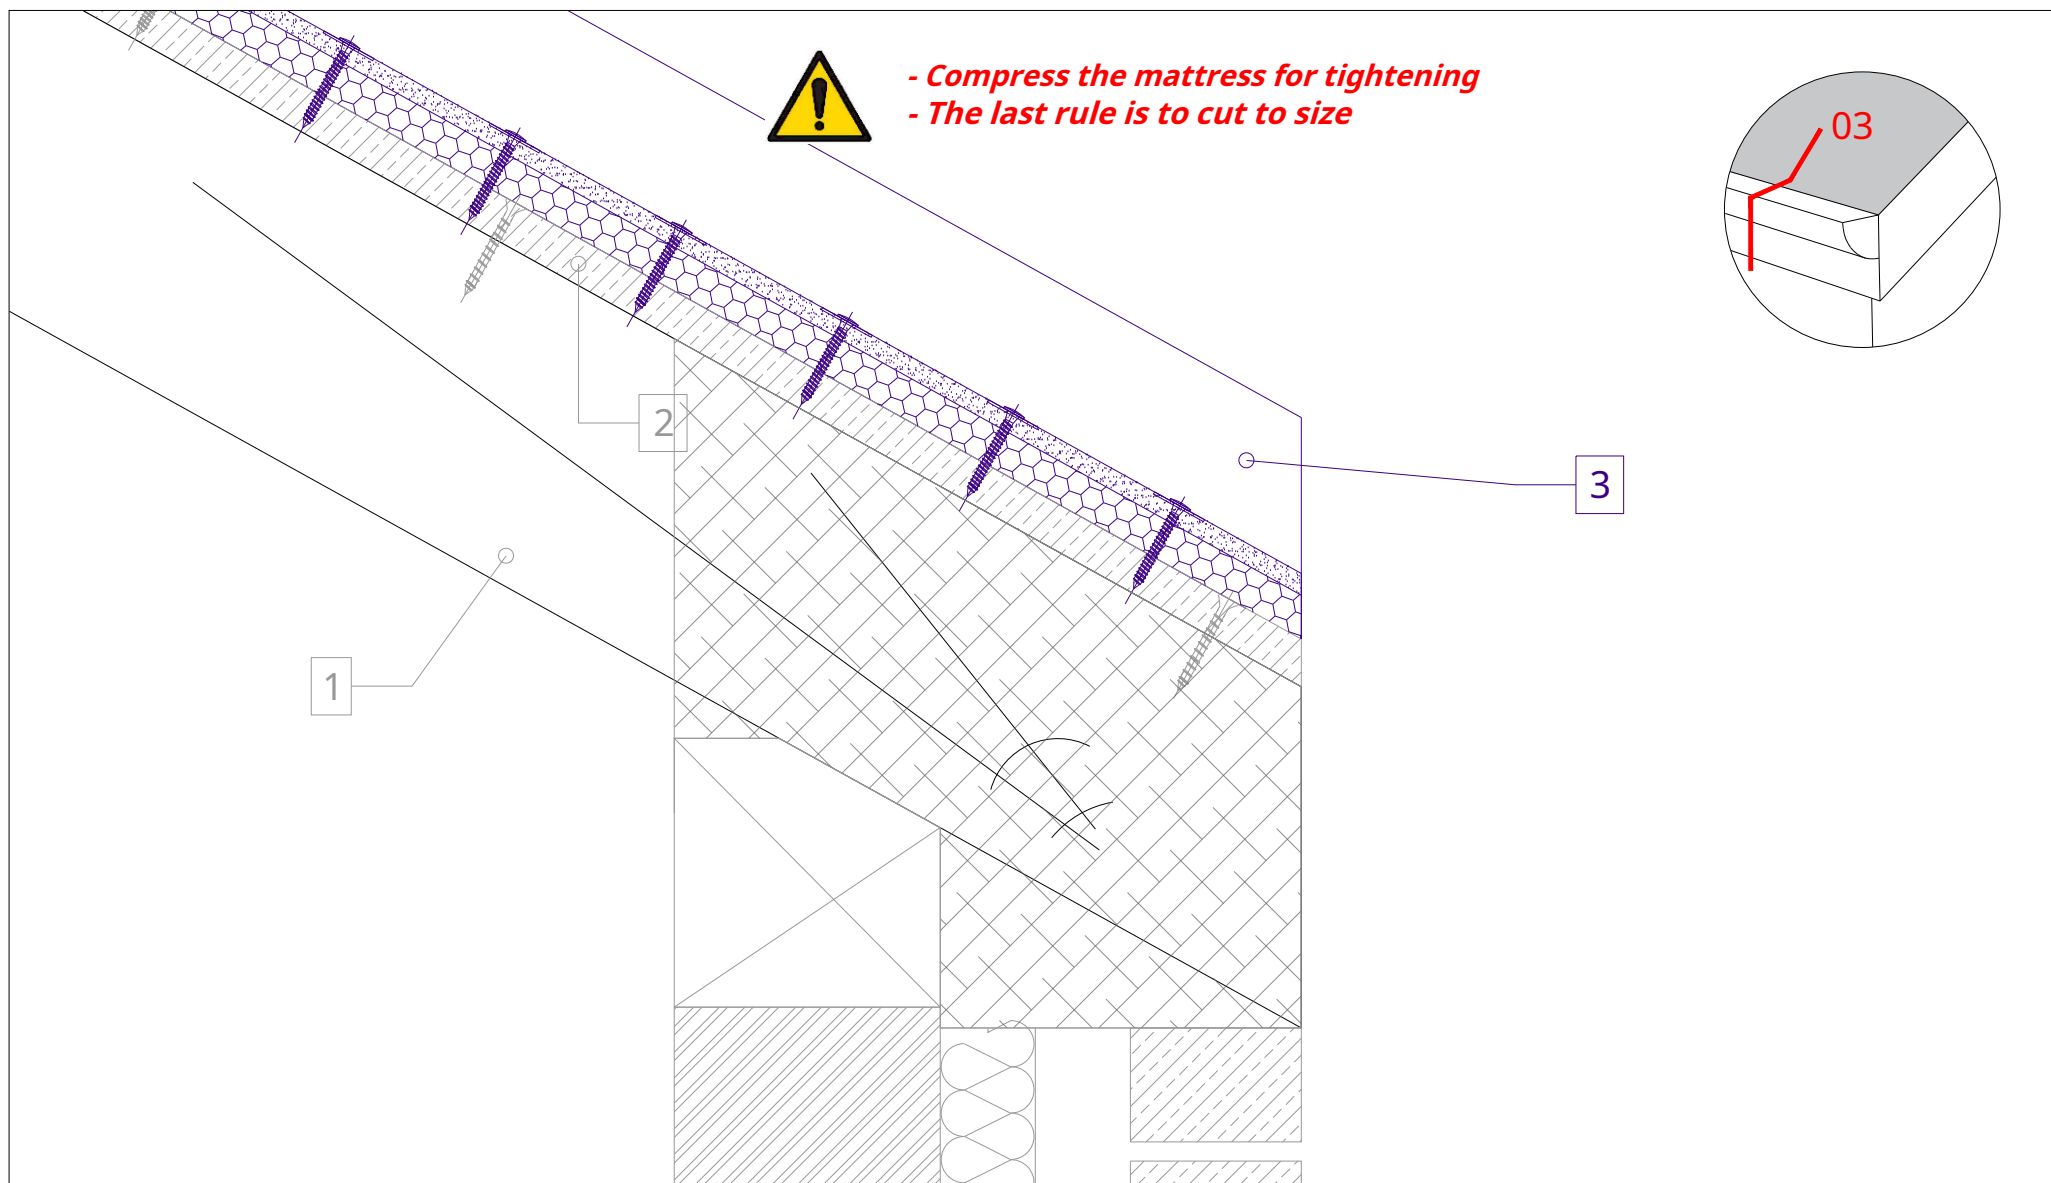 - Compress the mattress for tightening
- The last rule is to cut to size
03
2
3
1